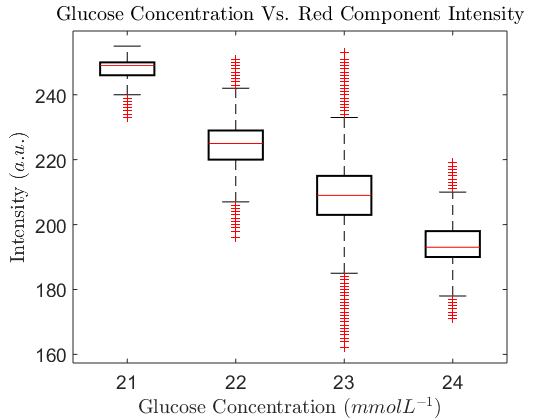 Glucose Concentration Vs. Red Component Intensity
Intensity (a.u.)
240
220
200
180
160
21 22 23 24
Glucose Concentration (mmolL⁻¹)